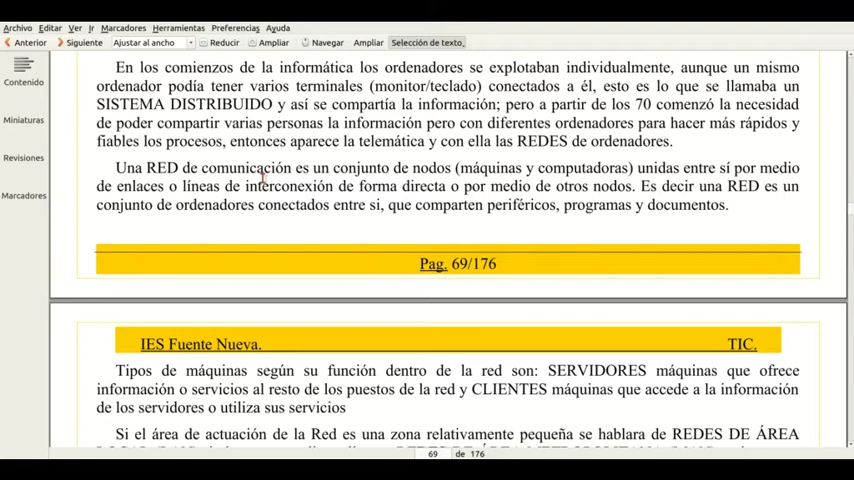 Archivo Editar Ver Ir Marcadores Herramientas Preferencias Ayuda
Anterior Siguiente Ajustar al ancho Reducir Ampliar Navegar Ampliar Selección de texto
Contenido
Miniaturas
Revisiones
Marcadores
En los comienzos de la informática los ordenadores se explotaban individualmente, aunque un mismo
ordenador podía tener varios terminales (monitor/teclado) conectados a él, esto es lo que se llamaba un
SISTEMA DISTRIBUIDO y así se compartía la información; pero a partir de los 70 comenzó la necesidad
de poder compartir varias personas la información pero con diferentes ordenadores para hacer más rápidos y
fiables los procesos, entonces aparece la telemática y con ella las REDES de ordenadores.
Una RED de comunicación es un conjunto de nodos (máquinas y computadoras) unidas entre sí por medio
de enlaces o líneas de interconexión de forma directa o por medio de otros nodos. Es decir una RED es un
conjunto de ordenadores conectados entre si, que comparten periféricos, programas y documentos.
Pag. 69/176
IES Fuente Nueva. TIC.
Tipos de máquinas según su función dentro de la red son: SERVIDORES máquinas que ofrece
información o servicios al resto de los puestos de la red y CLIENTES máquinas que accede a la información
de los servidores o utiliza sus servicios
Si el área de actuación de la Red es una zona relativamente pequeña se hablara de REDES DE ÁREA
69 de 176